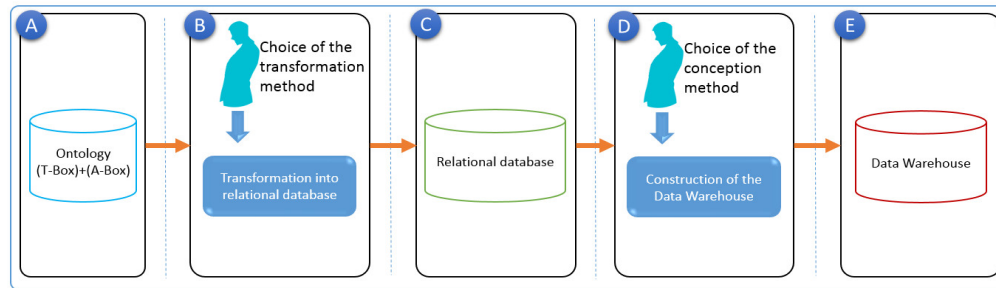 A
Ontology
(T-Box)+(A-Box)
B
Choice of the
transformation
method
Transformation into
relational database
C
Relational database
D
Choice of the
conception
method
Construction of the
Data Warehouse
E
Data Warehouse